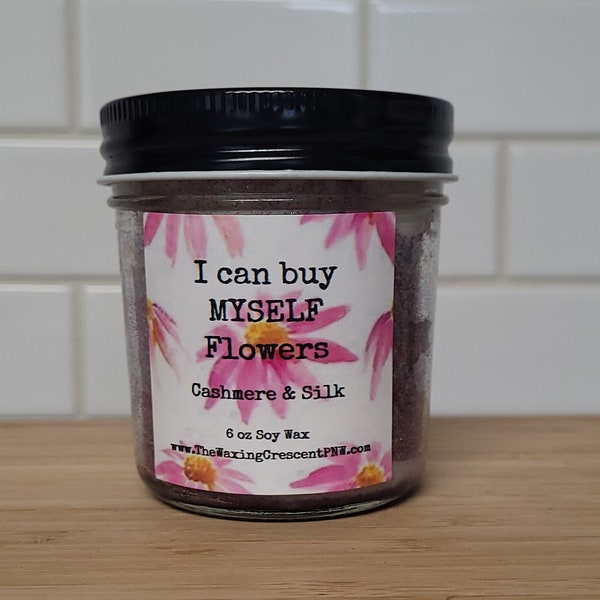 I can buy
MYSELF
Flowers
Cashmere & Silk
6 oz Soy Wax
www.TheWaxingCrescentPNW.com